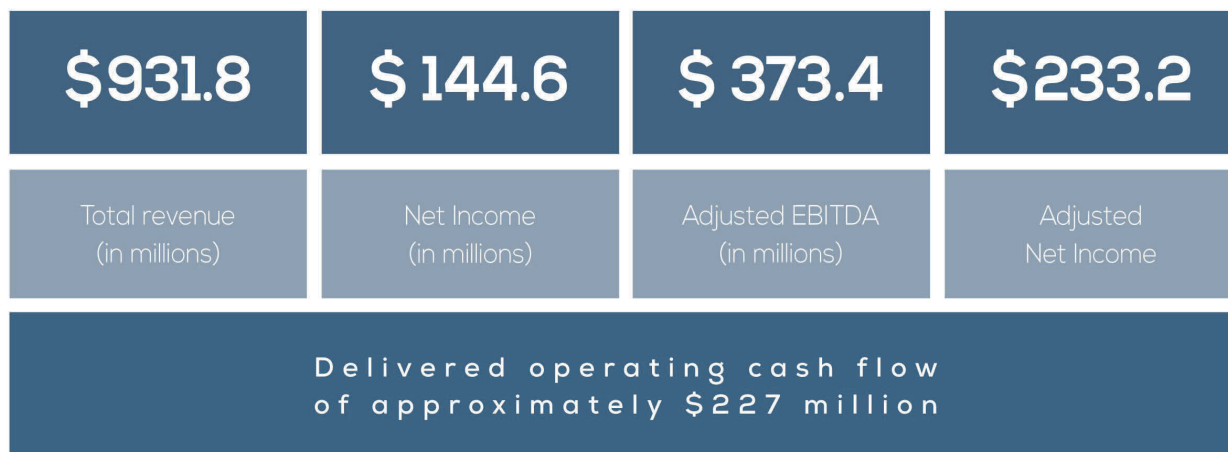 $931.8
$ 144.6
$ 373.4
$233.2
Total revenue
(in millions)
Net Income
(in millions)
Adjusted EBITDA
(in millions)
Adjusted
Net Income
Delivered operating cash flow
of approximately $227 million